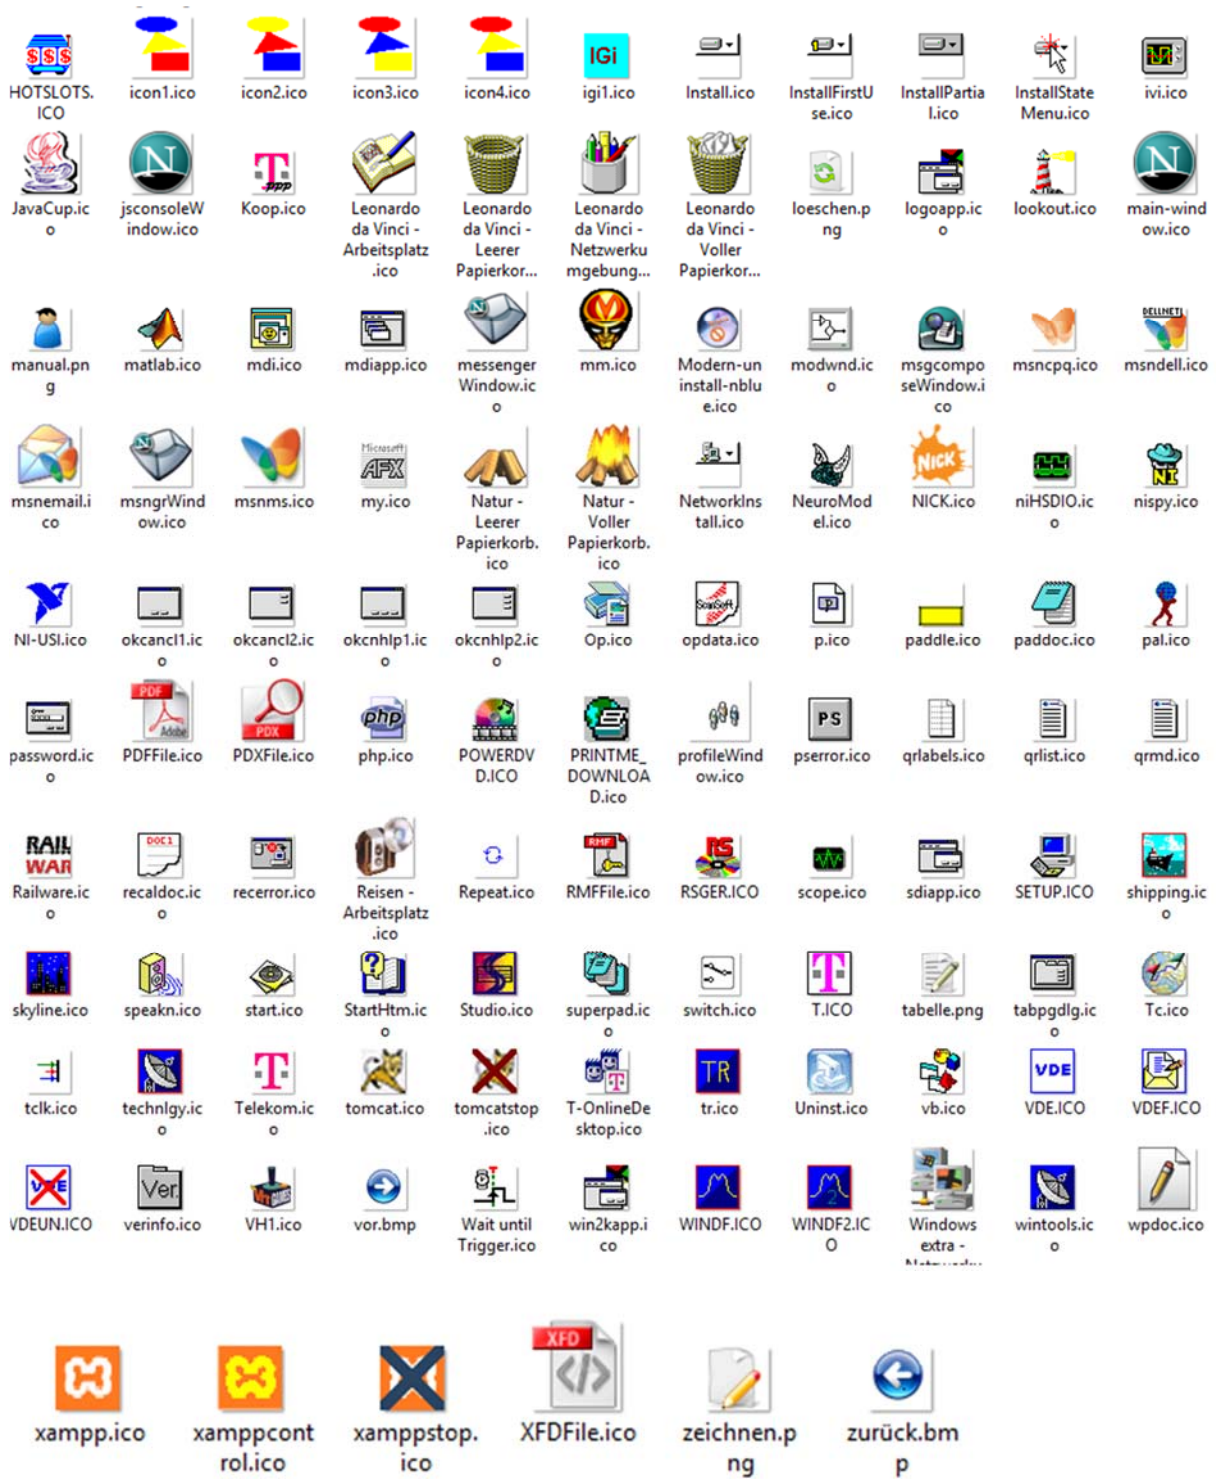 $ $ $
IGi
HOTSLOTS.
ICO
icon1.ico
icon2.ico
icon3.ico
icon4.ico
igi1.ico
Install.ico
InstallFirstU
se.ico
InstallPartia
l.ico
InstallState
Menu.ico
ivi.ico
N
T
ppp
N
JavaCup.ic
o
jsconsoleW
indow.ico
Koop.ico
Leonardo
da Vinci -
Arbeitsplatz
.ico
Leonardo
da Vinci -
Leerer
Papierkor...
Leonardo
da Vinci -
Netzwerku
mgebung...
Leonardo
da Vinci -
Voller
Papierkor...
loeschen.p
ng
logoapp.ic
o
lookout.ico
main-wind
ow.ico
N
M
DELLNET
manual.pn
g
matlab.ico
mdi.ico
mdiapp.ico
messenger
Window.ic
o
mm.ico
Modern-un
install-nblu
e.ico
modwnd.ic
o
msgcompo
seWindow.i
co
msncpq.ico
msndell.ico
N
Microsoft
AFX
NICK
NI
msnemail.i
co
msngrWind
ow.ico
msnms.ico
my.ico
Natur -
Leerer
Papierkorb.
ico
Natur -
Voller
Papierkorb.
ico
NetworkIns
tall.ico
NeuroMod
el.ico
NICK.ico
niHSDIO.ic
o
nispy.ico
ScanSoft
p
NI-USI.ico
okcancl1.ic
o
okcancl2.ic
o
okcnhlp1.ic
o
okcnhlp2.ic
o
Op.ico
opdata.ico
p.ico
paddle.ico
paddoc.ico
pal.ico
PDF
Adobe
PDX
php
PS
password.ic
o
PDFFile.ico
PDXFile.ico
php.ico
POWERDV
D.ICO
PRINTME_
DOWNLOA
D.ico
profileWind
ow.ico
pserror.ico
qrlabels.ico
qrlist.ico
qrmd.ico
RAIL
WAR
DOC1
RMF
RS
Railware.ic
o
recaldoc.ic
o
recerror.ico
Reisen -
Arbeitsplatz
.ico
Repeat.ico
RMFFile.ico
RSGER.ICO
scope.ico
sdiapp.ico
SETUP.ICO
shipping.ic
o
?
S
T
skyline.ico
speakn.ico
start.ico
StartHtm.ic
o
Studio.ico
superpad.ic
o
switch.ico
T.ICO
tabelle.png
tabpgdlg.ic
o
Tc.ico
T
T
TR
VDE
tclk.ico
technlgy.ic
o
Telekom.ic
o
tomcat.ico
tomcatstop
.ico
T-OnlineDe
sktop.ico
tr.ico
Uninst.ico
vb.ico
VDE.ICO
VDEF.ICO
VDE
Ver.
T
2
VDEUN.ICO
verinfo.ico
VH1.ico
vor.bmp
Wait until
Trigger.ico
win2kapp.i
co
WINDF.ICO
WINDF2.IC
O
Windows
extra -
wintools.ic
o
wpdoc.ico
XFD
</>
xampp.ico
xamppcont
rol.ico
xamppstop.
ico
XFDFile.ico
zeichnen.p
ng
zurück.bm
p